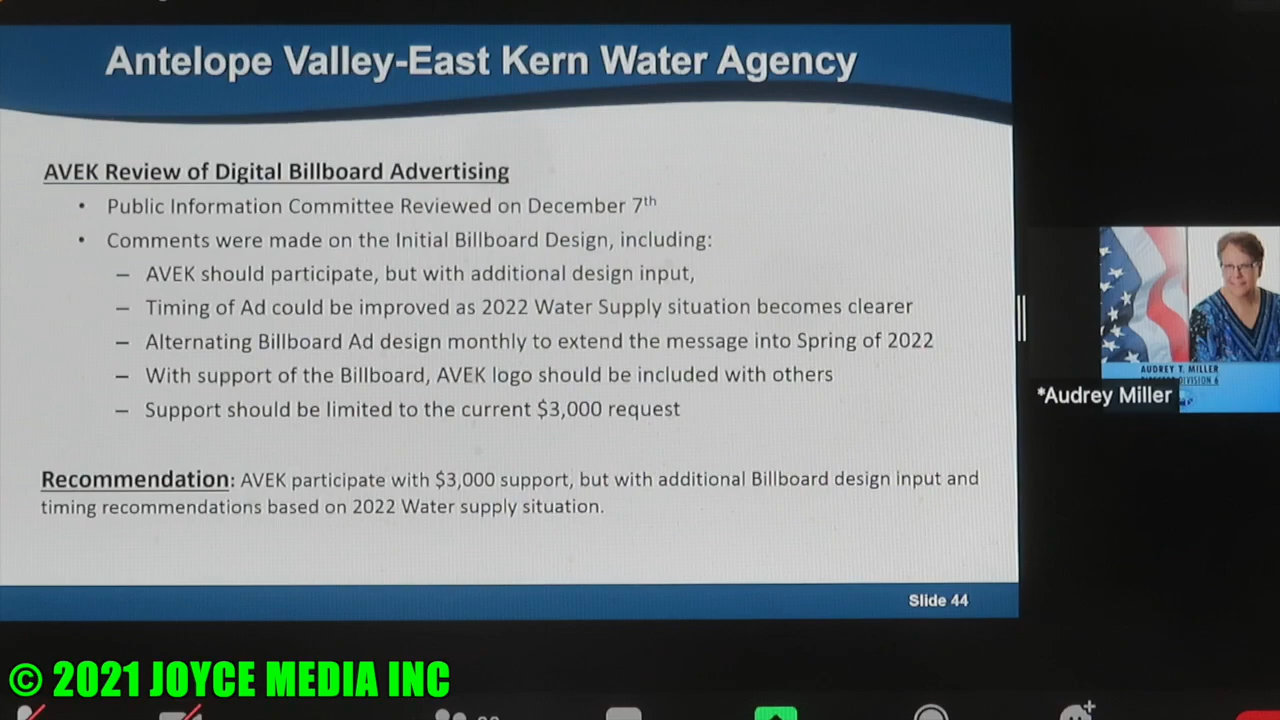 Antelope Valley-East Kern Water Agency
AVEK Review of Digital Billboard Advertising
• Public Information Committee Reviewed on December 7th
• Comments were made on the Initial Billboard Design, including:
– AVEK should participate, but with additional design input,
– Timing of Ad could be improved as 2022 Water Supply situation becomes clearer
– Alternating Billboard Ad design monthly to extend the message into Spring of 2022
– With support of the Billboard, AVEK logo should be included with others
– Support should be limited to the current $3,000 request
Recommendation: AVEK participate with $3,000 support, but with additional Billboard design input and
timing recommendations based on 2022 Water supply situation.
Slide 44
AUDREY T. MILLER
DIVISION 6
*Audrey Miller
© 2021 JOYCE MEDIA INC